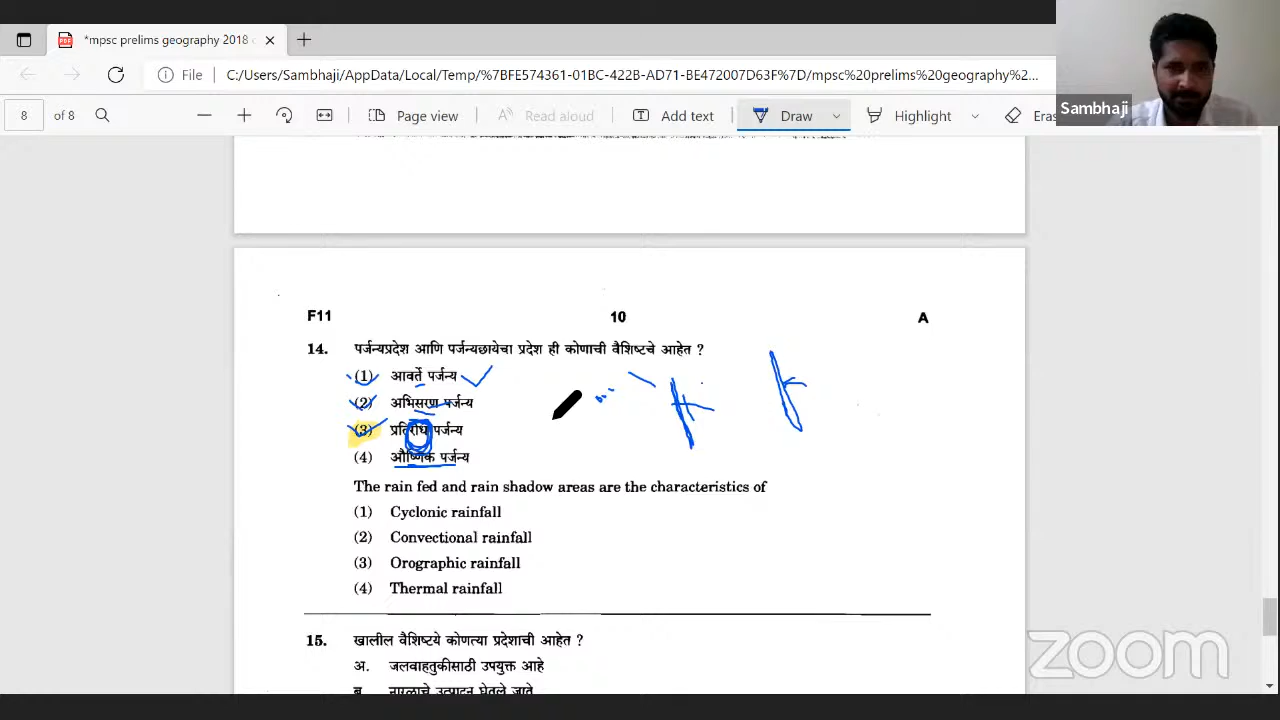 *mpsc prelims geography 2018
File
C:/Users/Sambhaji/AppData/Local/Temp/%7BFE574361-01BC-422B-AD71-BE472007D63F%7D/mpsc%20prelims%20geography%2...
Sambhaji
8 of 8
Page view
Read aloud
Add text
Draw
Highlight
F11 10 A
14. पर्जन्यप्रदेश आणि पर्जन्यछायेचा प्रदेश ही कोणाची वैशिष्टचे आहेत ?
(1) आवर्त पर्जन्य
(2) अभिसरण पर्जन्य
(3) प्रतिरोध पर्जन्य
(4) औष्णिक पर्जन्य
The rain fed and rain shadow areas are the characteristics of
(1) Cyclonic rainfall
(2) Convectional rainfall
(3) Orographic rainfall
(4) Thermal rainfall
15. खालील वैशिष्टये कोणत्या प्रदेशाची आहेत ?
अ. जलवाहतुकीसाठी उपयुक्त आहे
ब नारळाचे उत्पादन घेतले जाते
zoom